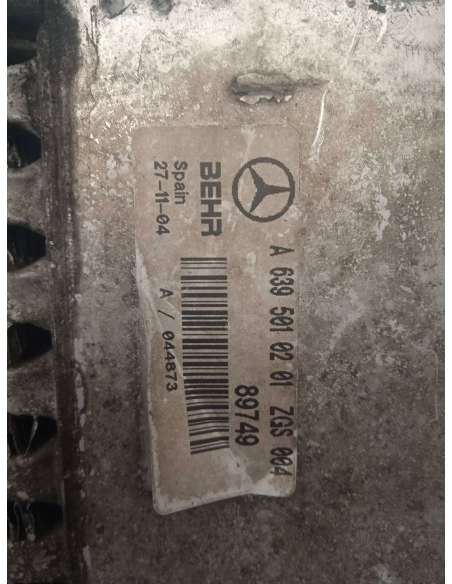 A 639 501 02 01 ZGS 004
BEHR 89749
Spain
27-11-04
A / 044873